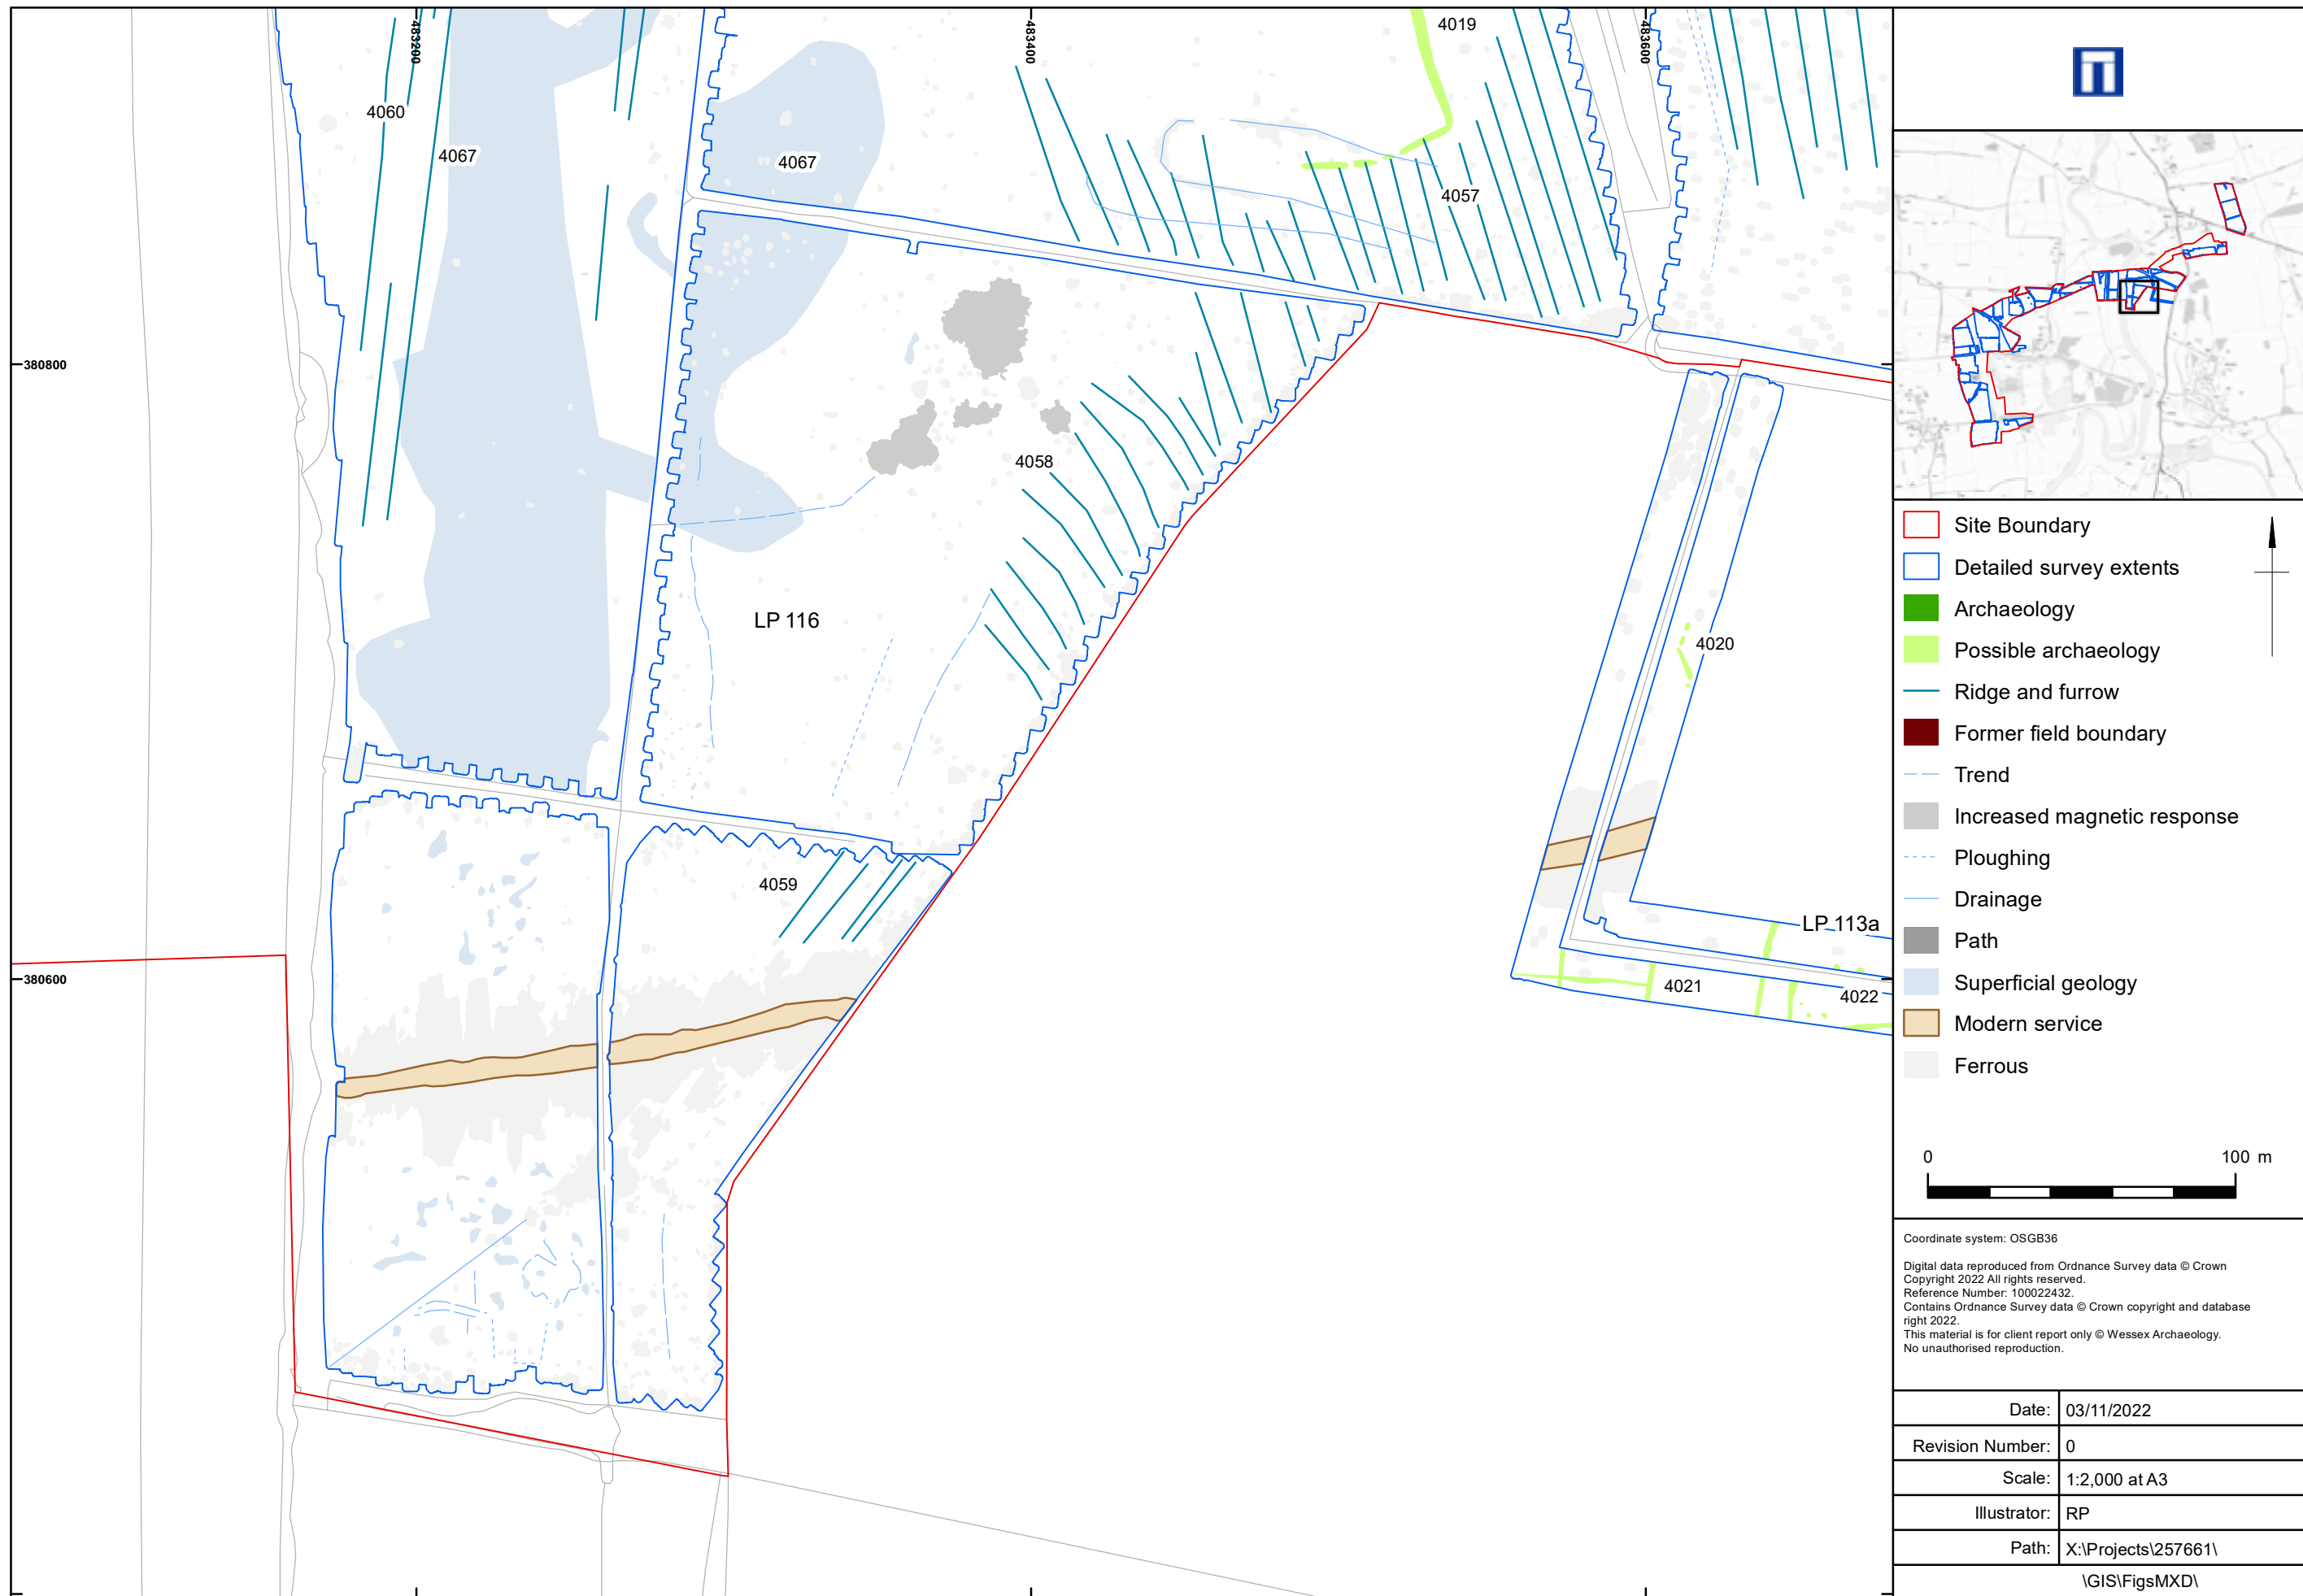 483200
483400
483600
4019
4060
4067
4067
4057
380800
4058
LP 116
4020
4059
LP 113a
380600
4021
4022
Site Boundary
Detailed survey extents
Archaeology
Possible archaeology
Ridge and furrow
Former field boundary
Trend
Increased magnetic response
Ploughing
Drainage
Path
Superficial geology
Modern service
Ferrous
0 100 m
Coordinate system: OSGB36
Digital data reproduced from Ordnance Survey data © Crown
Copyright 2022 All rights reserved.
Reference Number: 100022432.
Contains Ordnance Survey data © Crown copyright and database
right 2022.
This material is for client report only © Wessex Archaeology.
No unauthorised reproduction.
Date: 03/11/2022
Revision Number: 0
Scale: 1:2,000 at A3
Illustrator: RP
Path: X:\Projects\257661\
\GIS\FigsMXD\